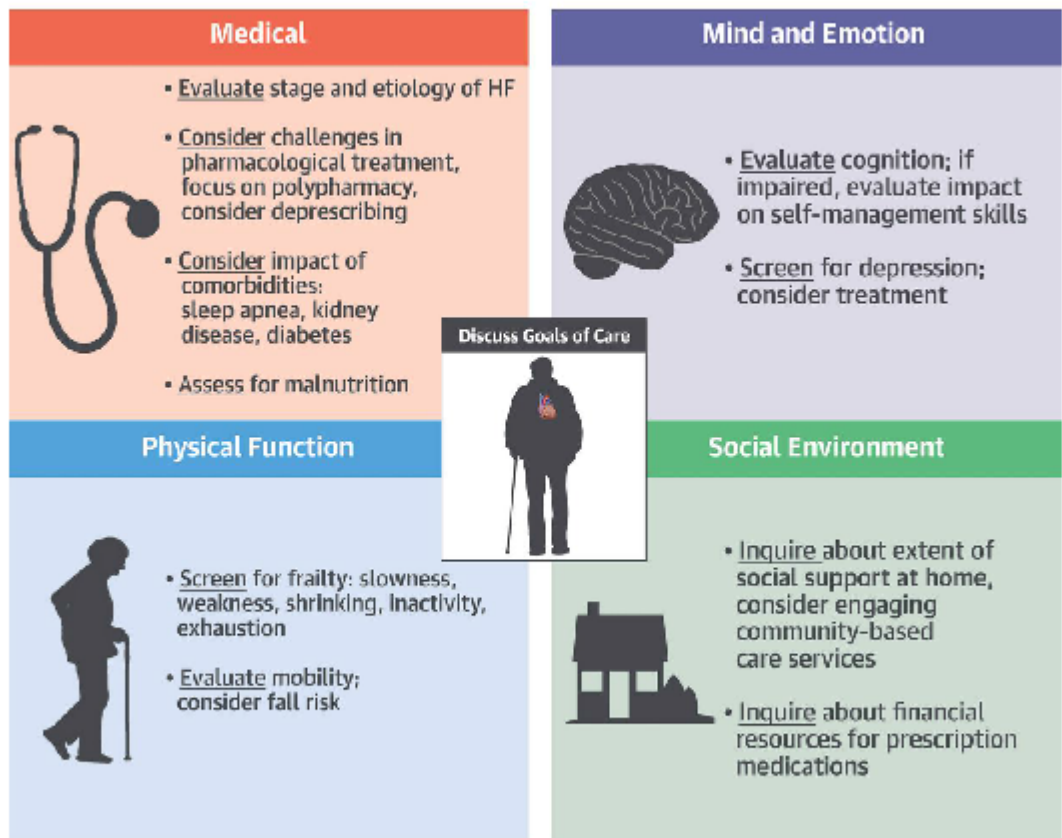 Medical
• Evaluate stage and etiology of HF
• Consider challenges in
pharmacological treatment,
focus on polypharmacy,
consider deprescribing
• Consider impact of
comorbidities:
sleep apnea, kidney
disease, diabetes
• Assess for malnutrition
Mind and Emotion
• Evaluate cognition; if
impaired, evaluate impact
on self-management skills
• Screen for depression;
consider treatment
Discuss Goals of Care
Physical Function
• Screen for frailty: slowness,
weakness, shrinking, inactivity,
exhaustion
• Evaluate mobility;
consider fall risk
Social Environment
• Inquire about extent of
social support at home,
consider engaging
community-based
care services
• Inquire about financial
resources for prescription
medications